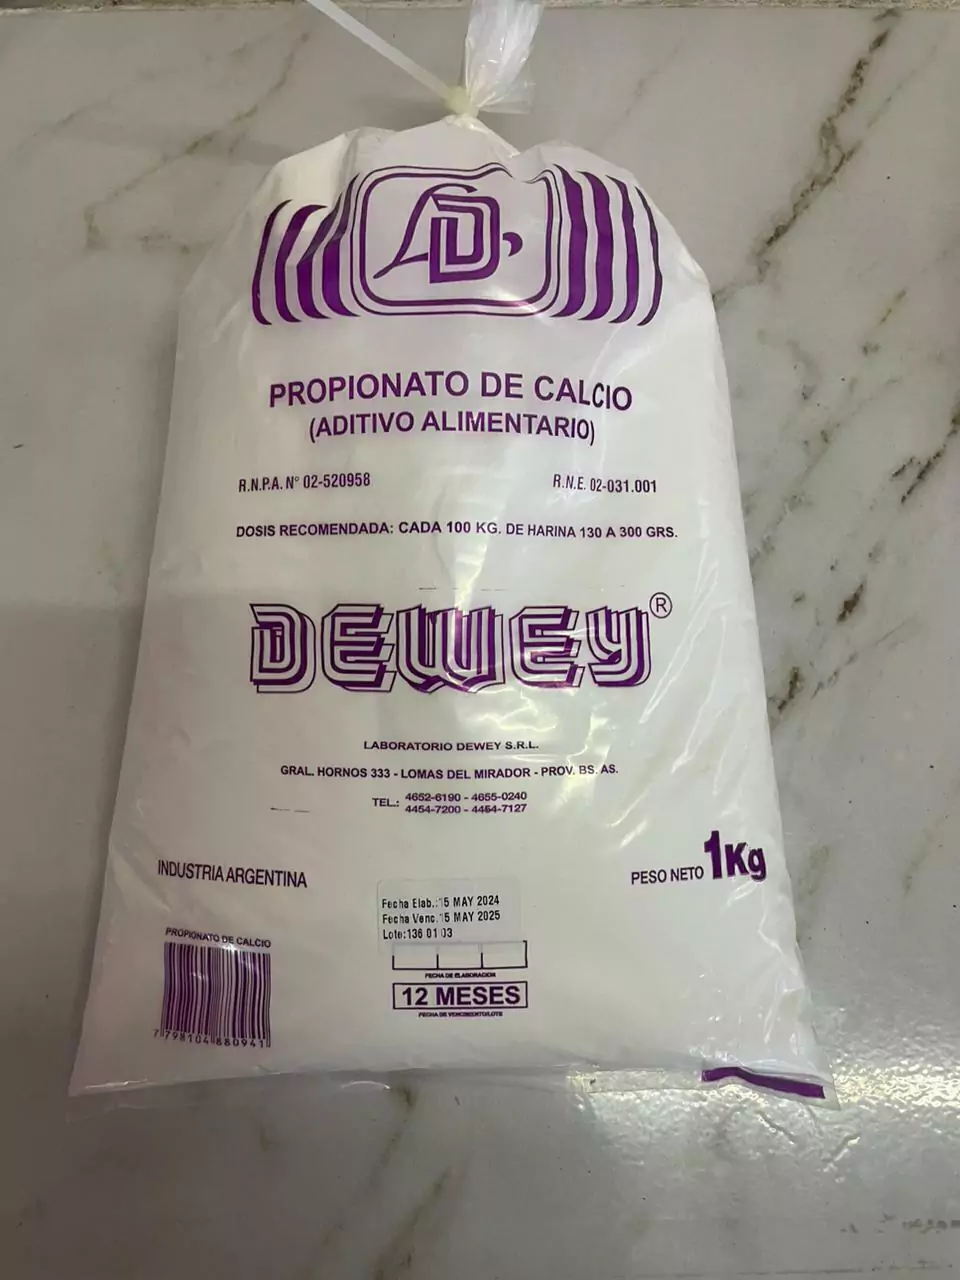 PROPIONATO DE CALCIO
(ADITIVO ALIMENTARIO)
R.N.P.A. N° 02-520958 R.N.E. 02-031.001
DOSIS RECOMENDADA: CADA 100 KG. DE HARINA 130 A 300 GRS.
DEWEY®
LABORATORIO DEWEY S.R.L.
GRAL. HORNOS 333 - LOMAS DEL MIRADOR - PROV. BS. AS.
TEL.: 4652-6190 - 4655-0240
4454-7200 - 4454-7127
INDUSTRIA ARGENTINA
PESO NETO 1Kg
Fecha Elab.:15 MAY 2024
Fecha Venc.15 MAY 2025
Lote:136 01 03
FECHA DE ELABORACION
12 MESES
FECHA DE VENCIMIENTO/LOTE
PROPIONATO DE CALCIO
7 798104 880941